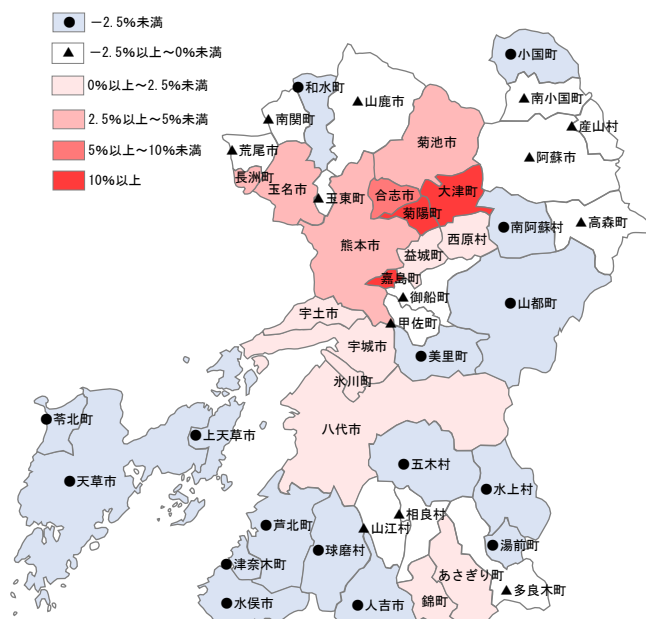 ●－2.5％未満
▲－2.5％以上～0％未満
0％以上～2.5％未満
2.5％以上～5％未満
5％以上～10％未満
10％以上
●小国町
●和水町
▲山鹿市
▲南小国町
▲南関町
▲産山村
菊池市
▲荒尾市
▲阿蘇市
長洲町
玉名市
▲玉東町
合志市
大津町
菊陽町
●南阿蘇村
▲高森町
熊本市
西原村
益城町
嘉島町
▲御船町
●山都町
宇土市
▲甲佐町
宇城市
●美里町
氷川町
●苓北町
八代市
●上天草市
●五木村
●天草市
●水上村
▲相良村
●芦北町
▲山江村
●湯前町
●球磨村
●津奈木町
あさぎり町
▲多良木町
●水俣市
●人吉市
錦町